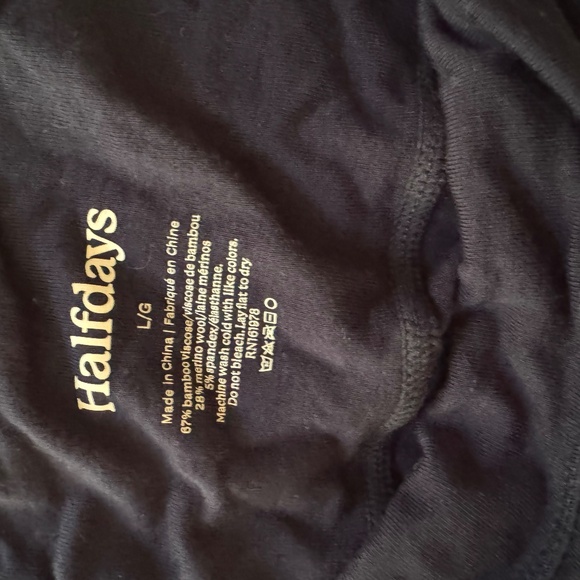 Halfdays
L/G
Made in China | Fabriqué en Chine
67% bamboo viscose/viscose de bambou
28% merino wool/laine mérinos
5% spandex/élasthanne,
Machine wash cold with like colors.
Do not bleach. Lay flat to dry
RN161978